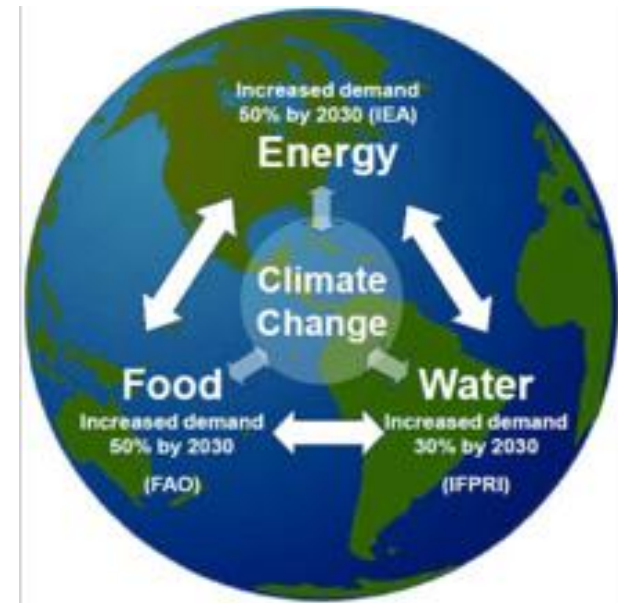 Increased demand
50% by 2030 (IEA)
Energy
Climate
Change
Food
Increased demand
50% by 2030
(FAO)
Water
Increased demand
30% by 2030
(IFPRI)